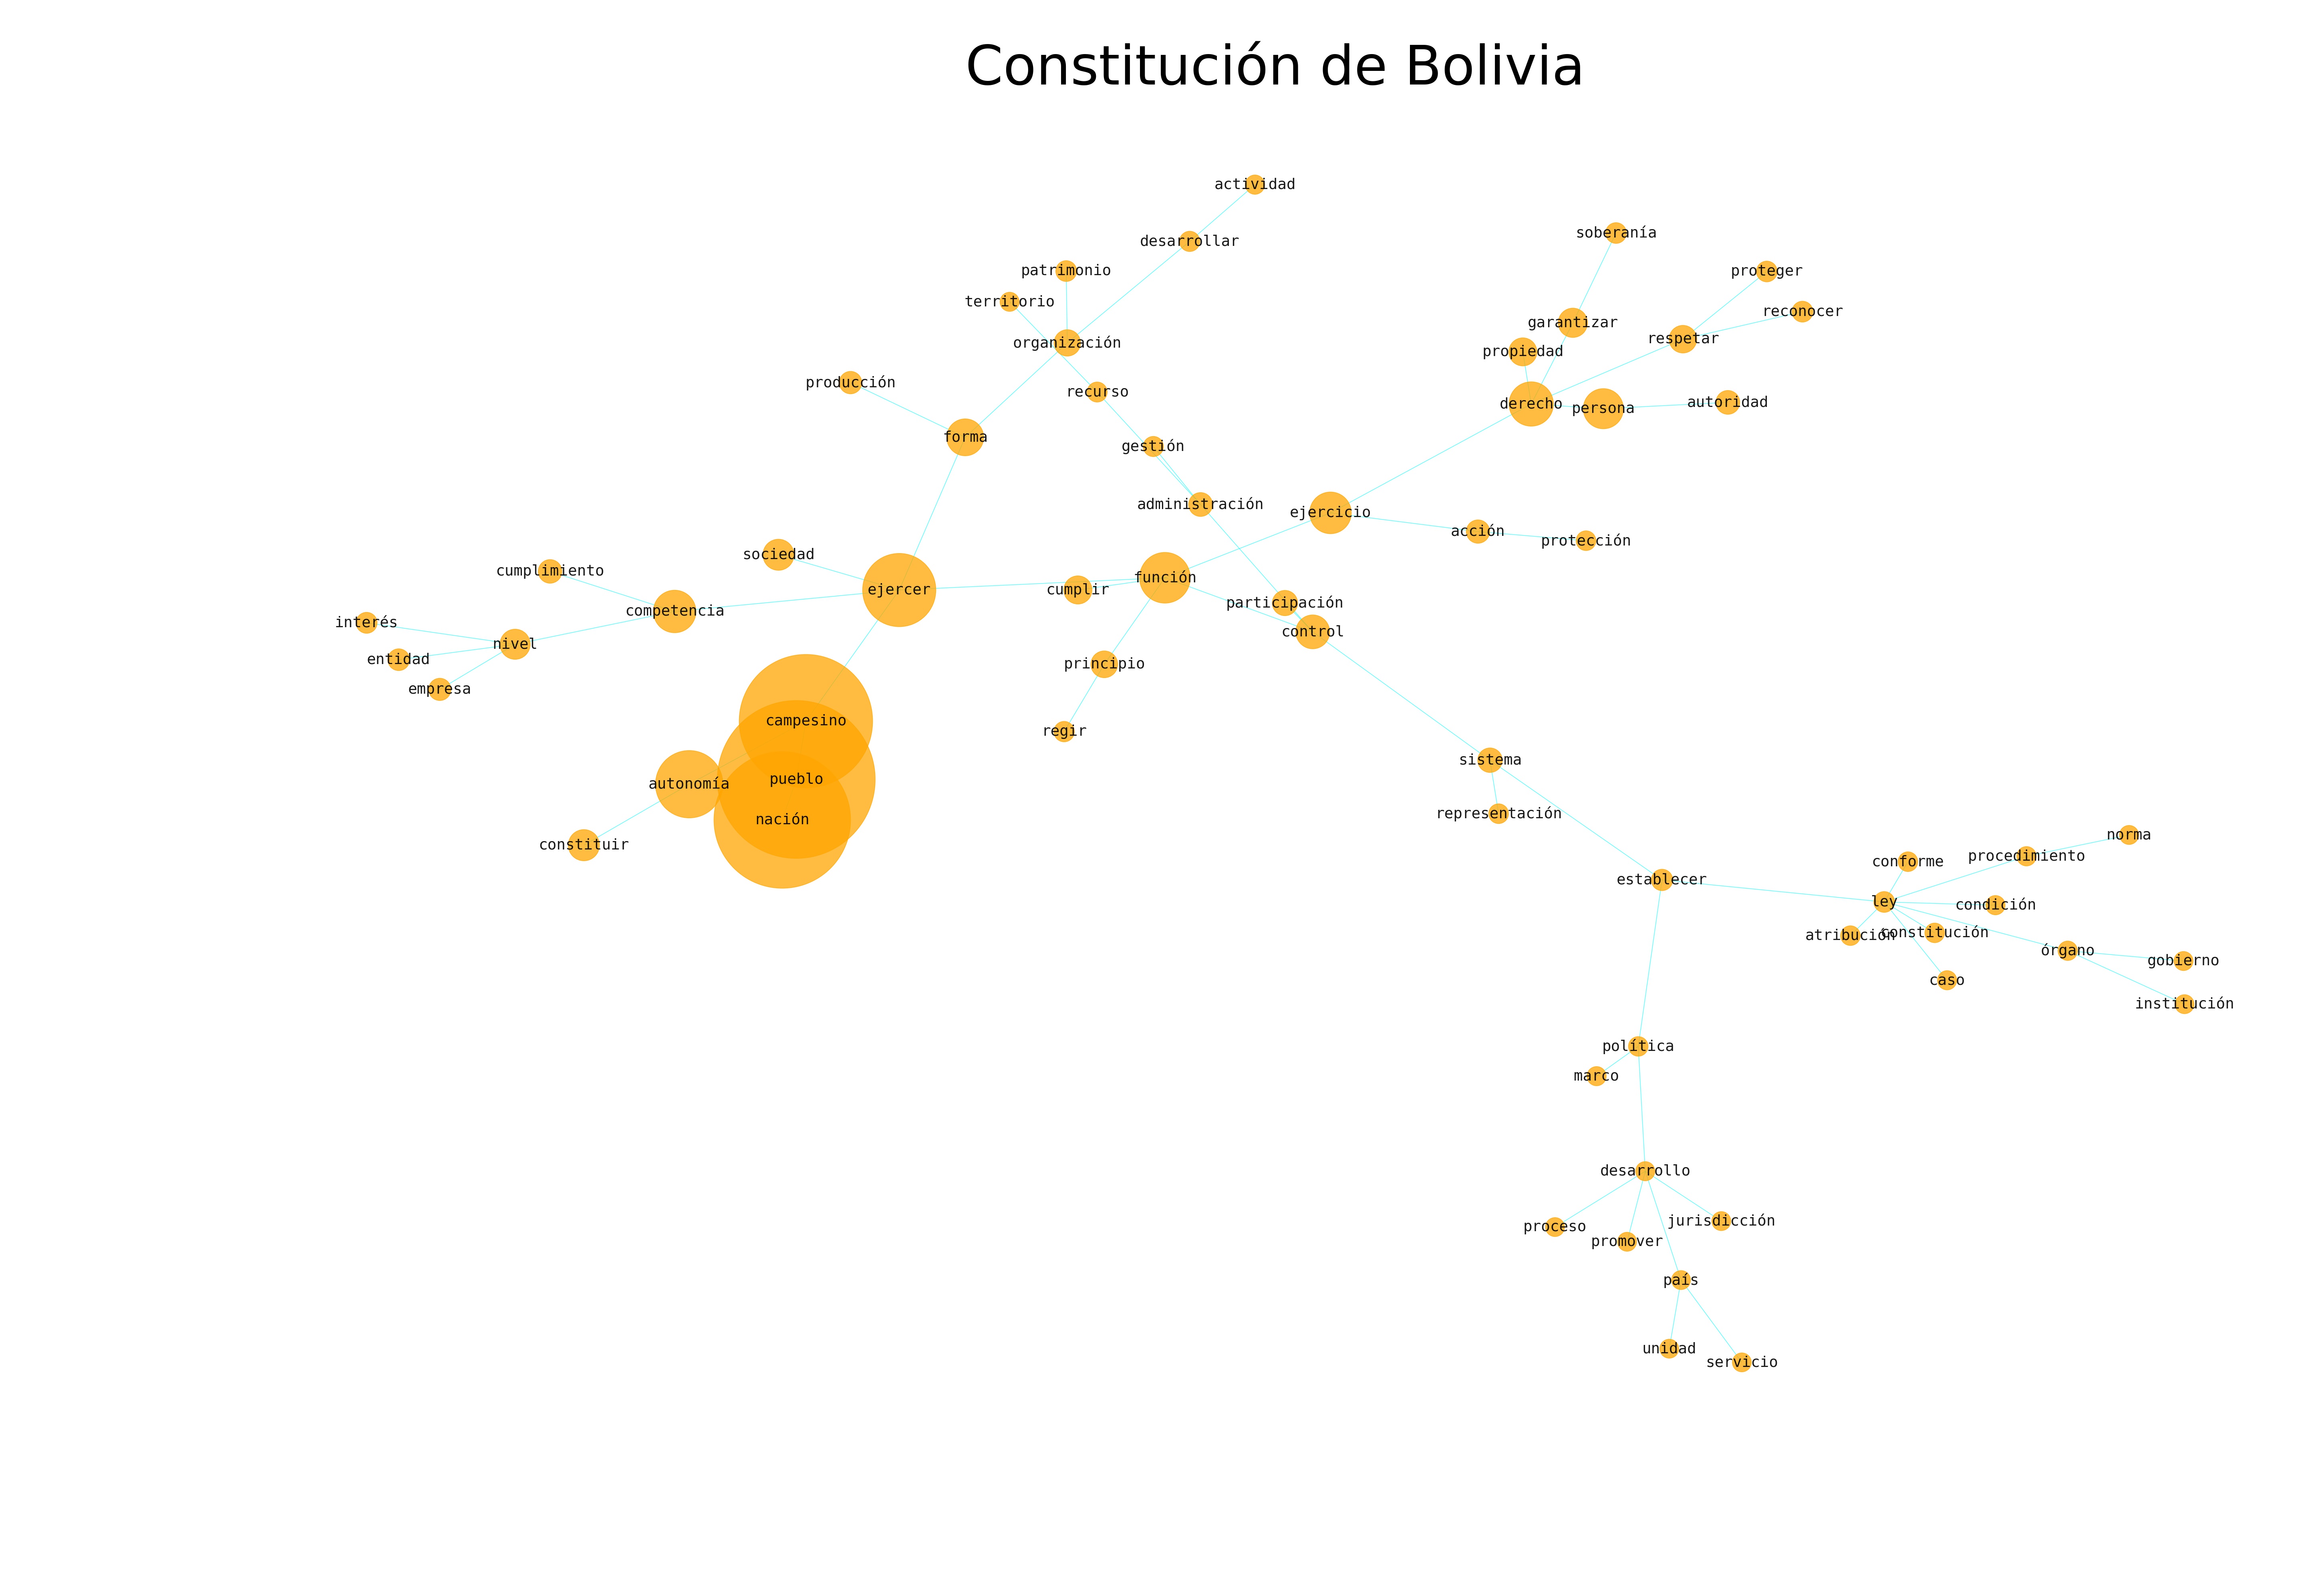 Constitución de Bolivia
actividad
soberanía
desarrollar
patrimonio
proteger
territorio
reconocer
garantizar
respetar
organización
propiedad
producción
recurso
autoridad
derecho
persona
forma
gestión
administración
ejercicio
acción
protección
sociedad
cumplimiento
función
ejercer
cumplir
participación
competencia
interés
control
nivel
entidad
principio
empresa
campesino
regir
sistema
pueblo
autonomía
representación
nación
norma
constituir
procedimiento
conforme
establecer
ley
condición
constitución
atribución
órgano
gobierno
caso
institución
política
marco
desarrollo
jurisdicción
proceso
promover
país
unidad
servicio